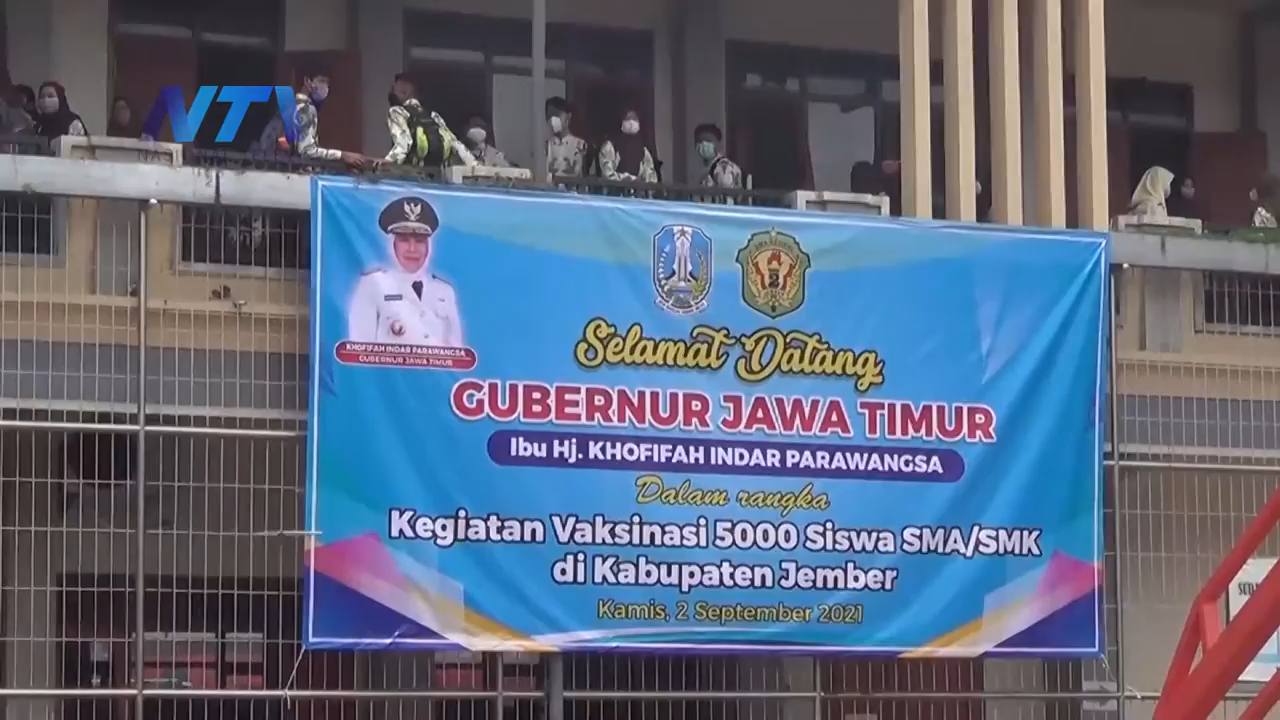 NTV
KHOFIFAH INDAR PARAWANGSA
GUBERNUR JAWA TIMUR
Selamat Datang
GUBERNUR JAWA TIMUR
Ibu Hj. KHOFIFAH INDAR PARAWANGSA
Dalam rangka
Kegiatan Vaksinasi 5000 Siswa SMA/SMK
di Kabupaten Jember
Kamis, 2 September 2021